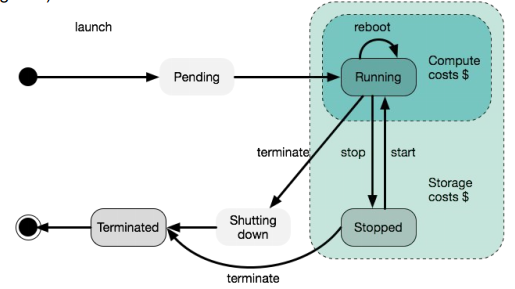 launch
reboot
Pending
Running
Compute
costs $
terminate
stop
start
Storage
costs $
Terminated
Shutting
down
Stopped
terminate